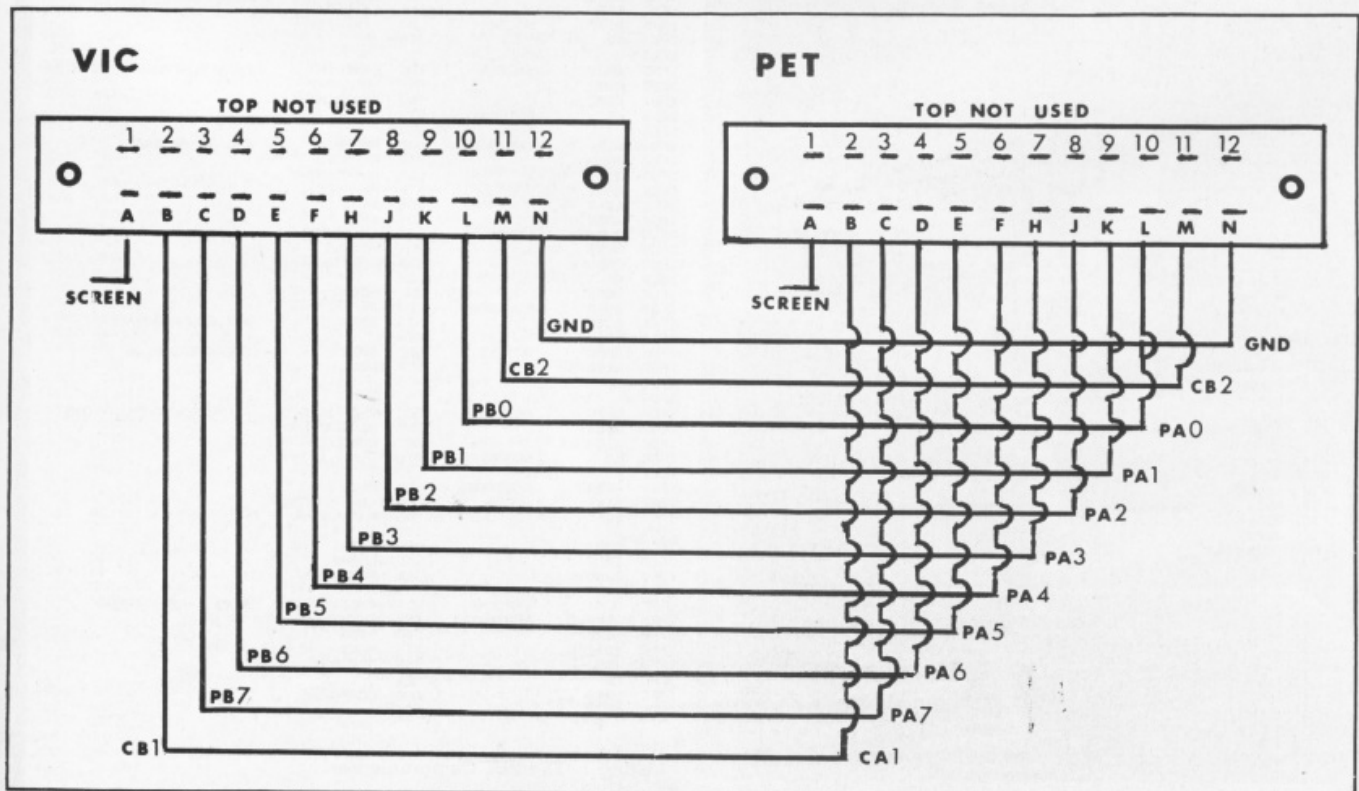 VIC
TOP NOT USED
1 2 3 4 5 6 7 8 9 10 11 12
A B C D E F H J K L M N
SCREEN
PET
TOP NOT USED
1 2 3 4 5 6 7 8 9 10 11 12
A B C D E F H J K L M N
SCREEN
GND GND
CB2 CB2
PB0 PA0
PB1 PA1
PB2 PA2
PB3 PA3
PB4 PA4
PB5 PA5
PB6 PA6
PB7 PA7
CB1 CA1